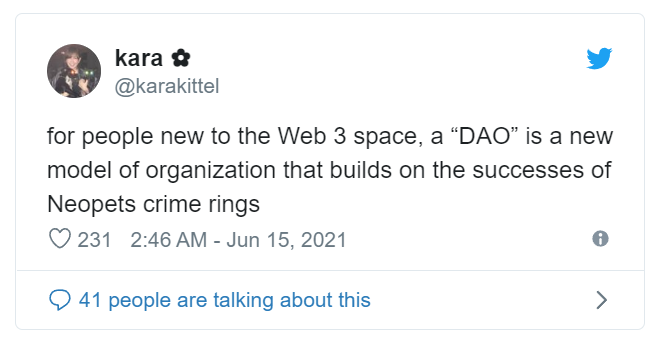 kara ✿
@karakittel
for people new to the Web 3 space, a “DAO” is a new
model of organization that builds on the successes of
Neopets crime rings
231 2:46 AM - Jun 15, 2021
41 people are talking about this